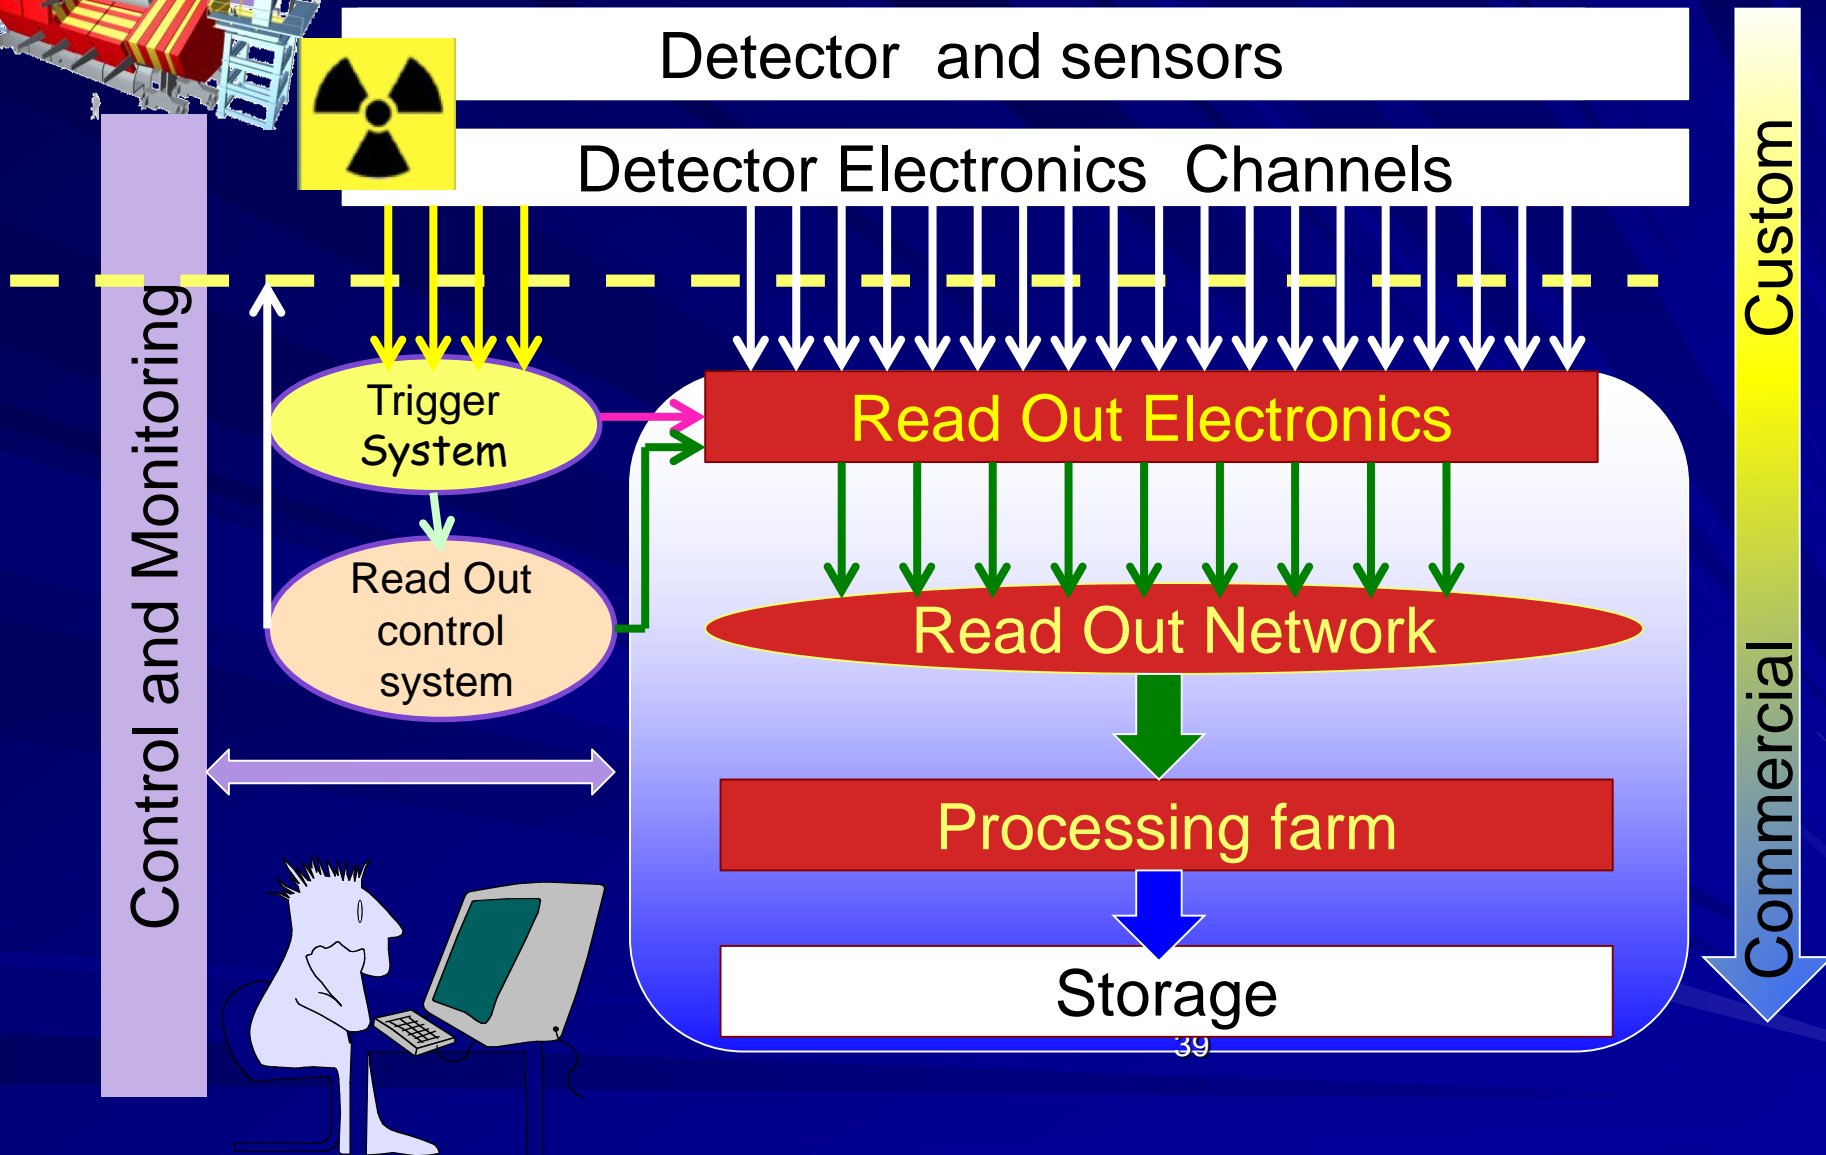 Detector and sensors
Detector Electronics Channels
Custom
Control and Monitoring
Trigger
System
Read Out Electronics
Read Out
control
system
Read Out Network
Commercial
Processing farm
Storage
39